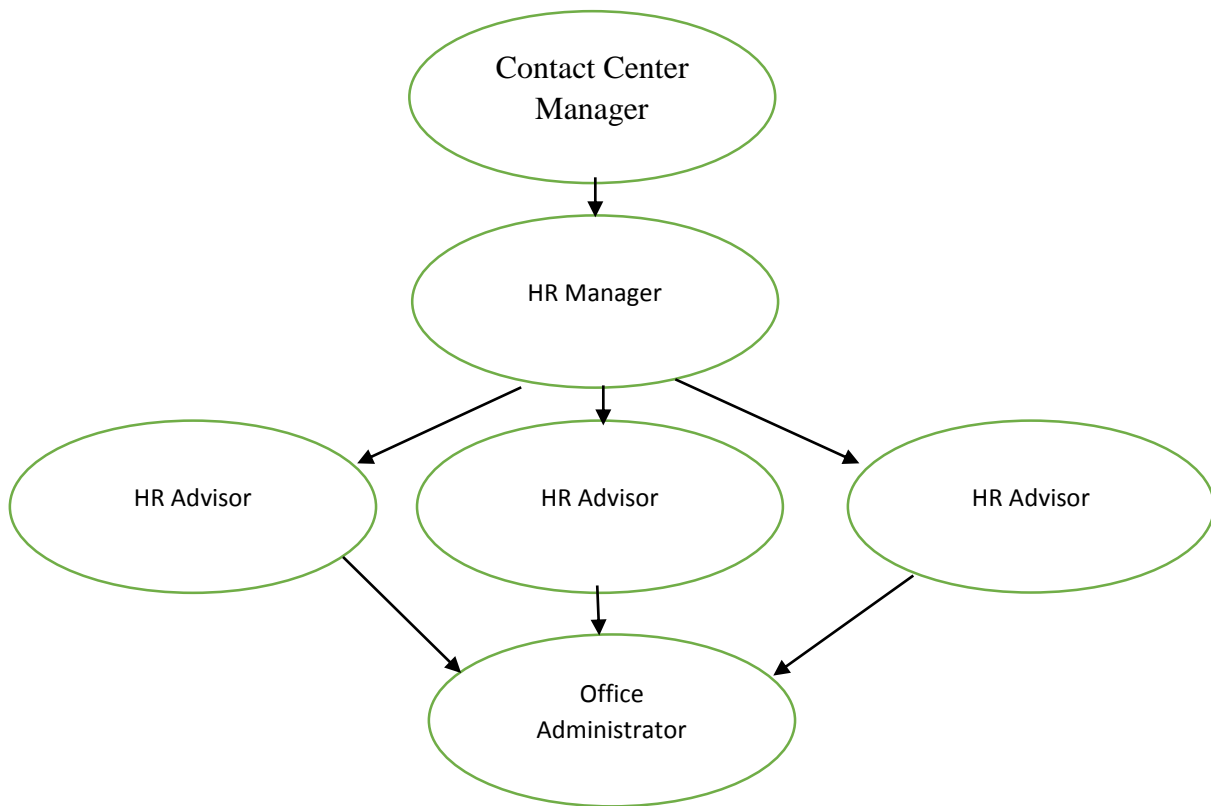 Contact Center
Manager
HR Manager
HR Advisor
HR Advisor
HR Advisor
Office
Administrator